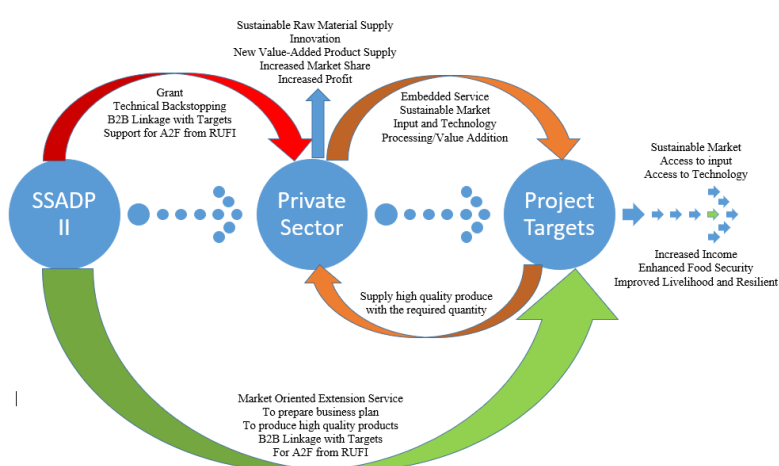 Sustainable Raw Material Supply
Innovation
New Value-Added Product Supply
Increased Market Share
Increased Profit
Grant
Technical Backstopping
B2B Linkage with Targets
Support for A2F from RUFI
Embedded Service
Sustainable Market
Input and Technology
Processing/Value Addition
SSADP
II
Private
Sector
Project
Targets
Sustainable Market
Access to input
Access to Technology
Increased Income
Enhanced Food Security
Improved Livelihood and Resilient
Supply high quality produce
with the required quantity
Market Oriented Extension Service
To prepare business plan
To produce high quality products
B2B Linkage with Targets
For A2F from RUFI